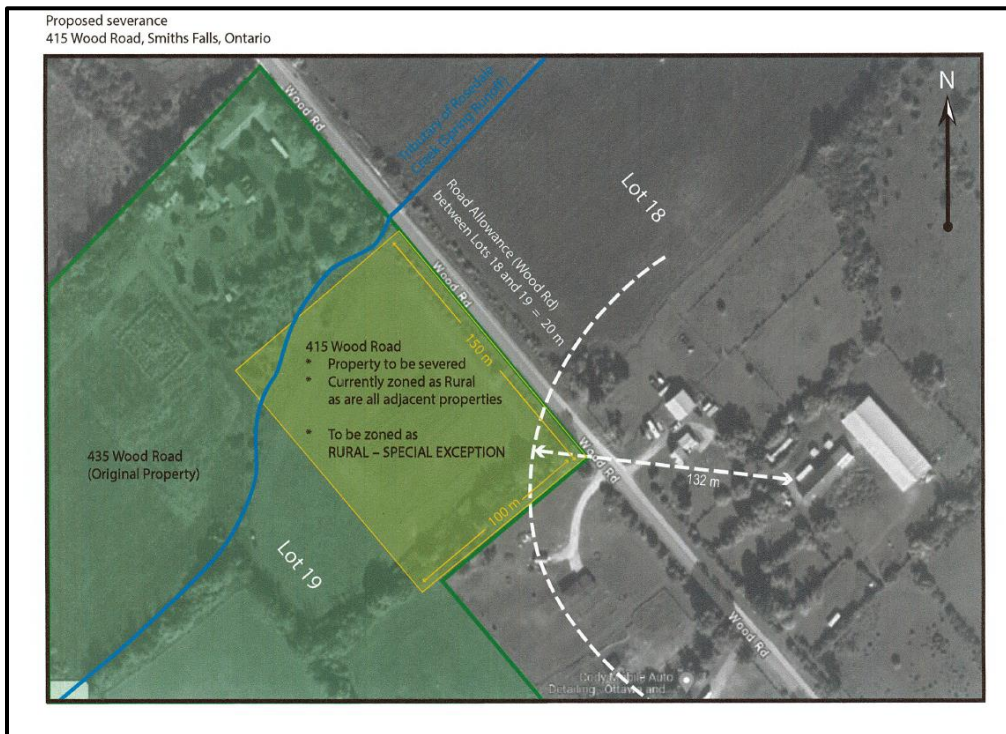 Proposed severance
415 Wood Road, Smiths Falls, Ontario
N
Wood Rd
Tributary of Rosedale
Creek (Spring Runoff)
Lot 18
Road Allowance (Wood Rd)
between Lots 18 and 19 = 20 m
Wood Rd
150 m
415 Wood Road
* Property to be severed
* Currently zoned as Rural
as are all adjacent properties
* To be zoned as
RURAL – SPECIAL EXCEPTION
435 Wood Road
(Original Property)
Wood Rd
132 m
100 m
Lot 19
Wood Rd
Cody Mobile Auto
Detailing , Ottawa and...